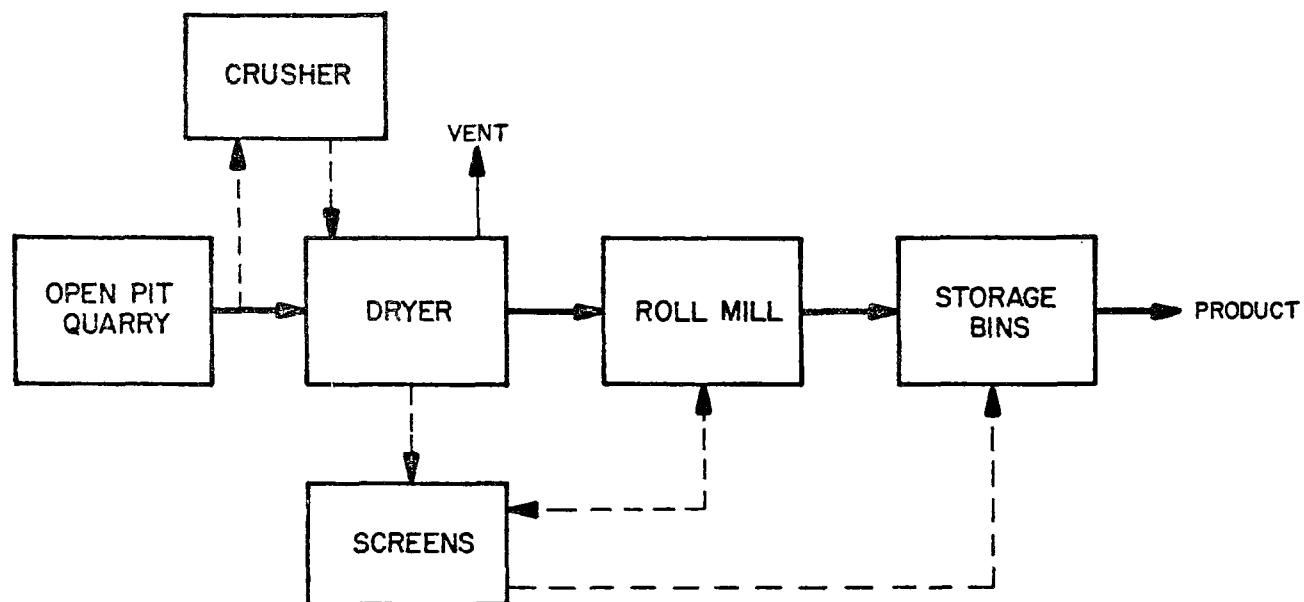 CRUSHER
VENT
OPEN PIT
QUARRY
DRYER
ROLL MILL
STORAGE
BINS
PRODUCT
SCREENS